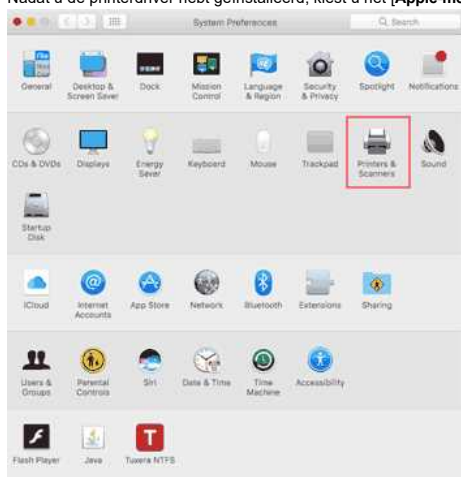 Nadat u de printerdriver hebt geïnstalleerd, kiest u het [Apple
System Preferences
Search
General
Desktop &
Screen Saver
Dock
Mission
Control
Language
& Region
Security
& Privacy
Spotlight
Notifications
CDs & DVDs
Displays
Energy
Saver
Keyboard
Mouse
Trackpad
Printers &
Scanners
Sound
Startup
Disk
iCloud
Internet
Accounts
App Store
Network
Bluetooth
Extensions
Sharing
Users &
Groups
Parental
Controls
Siri
Date & Time
Time
Machine
Accessibility
Flash Player
Java
Tuxera NTFS